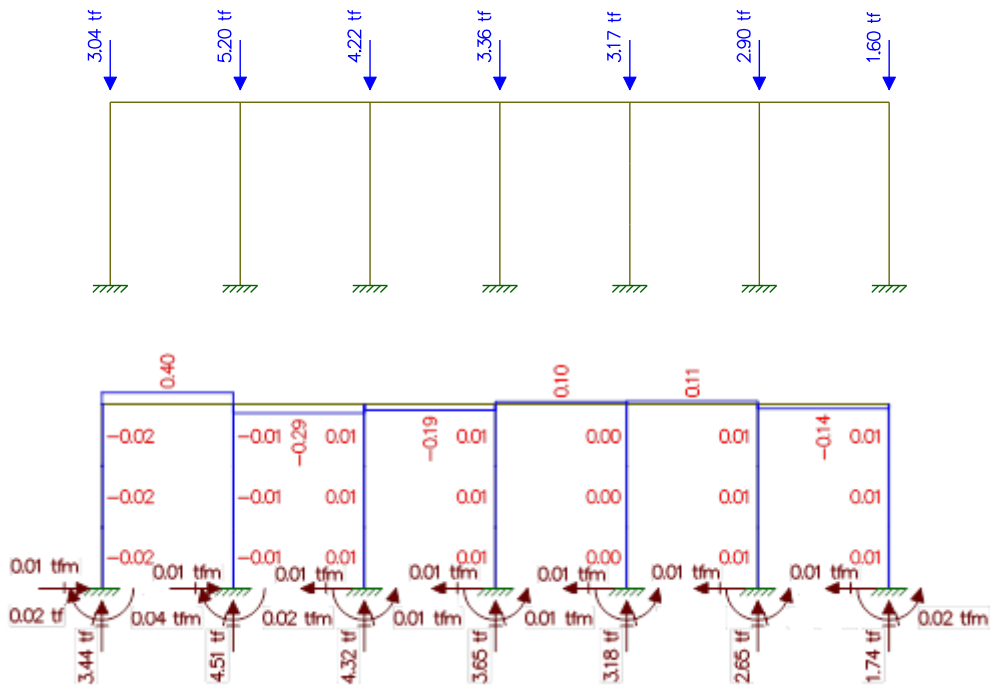 3.04 tf
5.20 tf
4.22 tf
3.36 tf
3.17 tf
2.90 tf
1.60 tf
0.40
0.10
0.11
-0.29
-0.19
-0.14
-0.02
-0.01
0.01
0.01
0.00
0.01
0.01
-0.02
-0.01
0.01
0.01
0.00
0.01
0.01
-0.02
-0.01
0.01
0.01
0.00
0.01
0.01
0.01 tfm
0.01 tfm
0.01 tfm
0.01 tfm
0.01 tfm
0.01 tfm
0.01 tfm
0.02 tf
0.04 tfm
0.02 tfm
0.01 tfm
0.01 tfm
0.02 tfm
3.44 tf
4.51 tf
4.32 tf
3.65 tf
3.18 tf
2.65 tf
1.74 tf